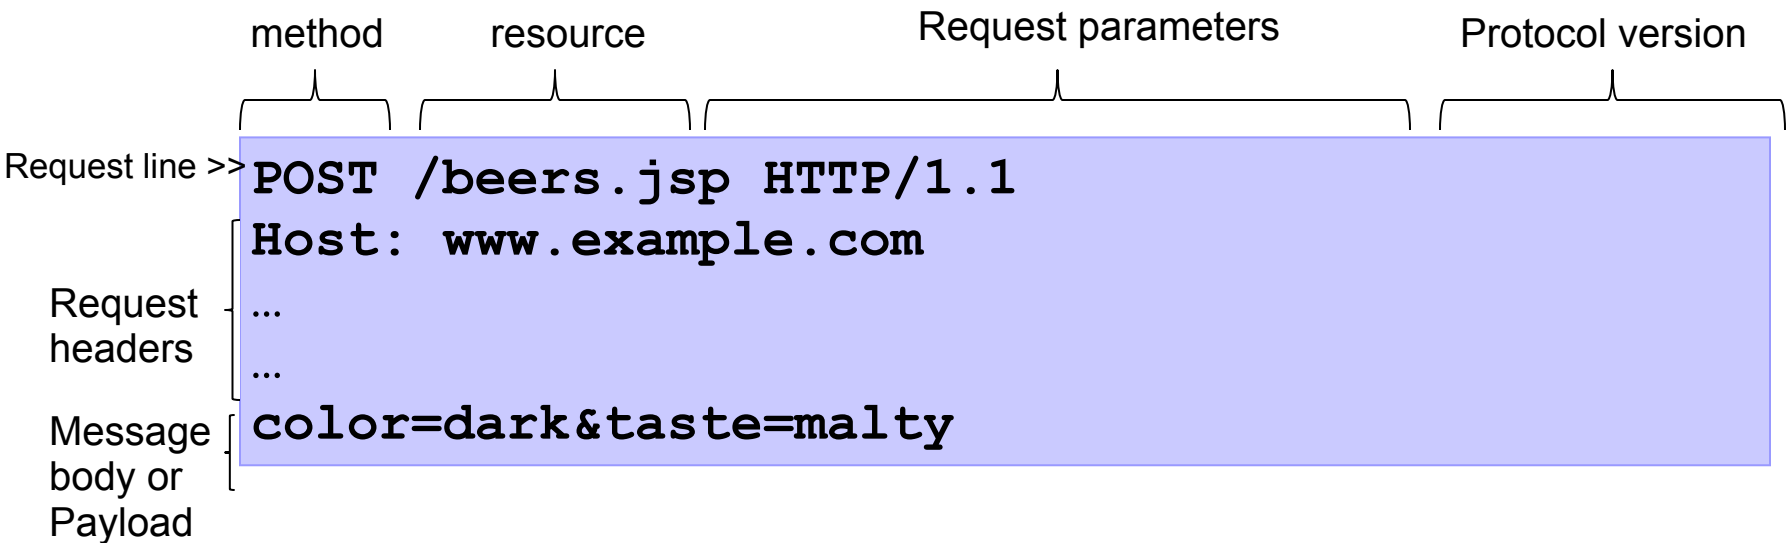 method
resource
Request parameters
Protocol version
Request line >>
POST /beers.jsp HTTP/1.1
Host: www.example.com
Request
headers
…
…
Message
body or
Payload
color=dark&taste=malty